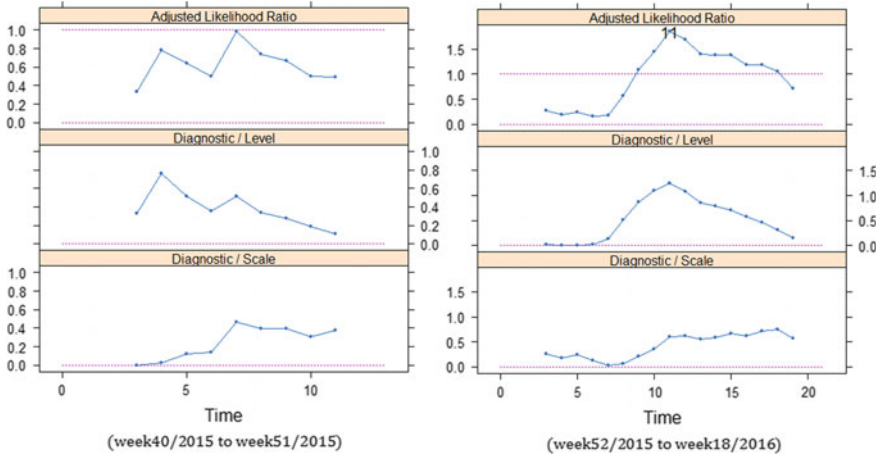 Adjusted Likelihood Ratio
1.0
0.8
0.6
0.4
0.2
0.0
Diagnostic / Level
1.0
0.8
0.6
0.4
0.2
0.0
Diagnostic / Scale
1.0
0.8
0.6
0.4
0.2
0.0
0 5 10
Time
(week40/2015 to week51/2015)
Adjusted Likelihood Ratio
11
1.5
1.0
0.5
0.0
Diagnostic / Level
1.5
1.0
0.5
0.0
Diagnostic / Scale
1.5
1.0
0.5
0.0
0 5 10 15 20
Time
(week52/2015 to week18/2016)